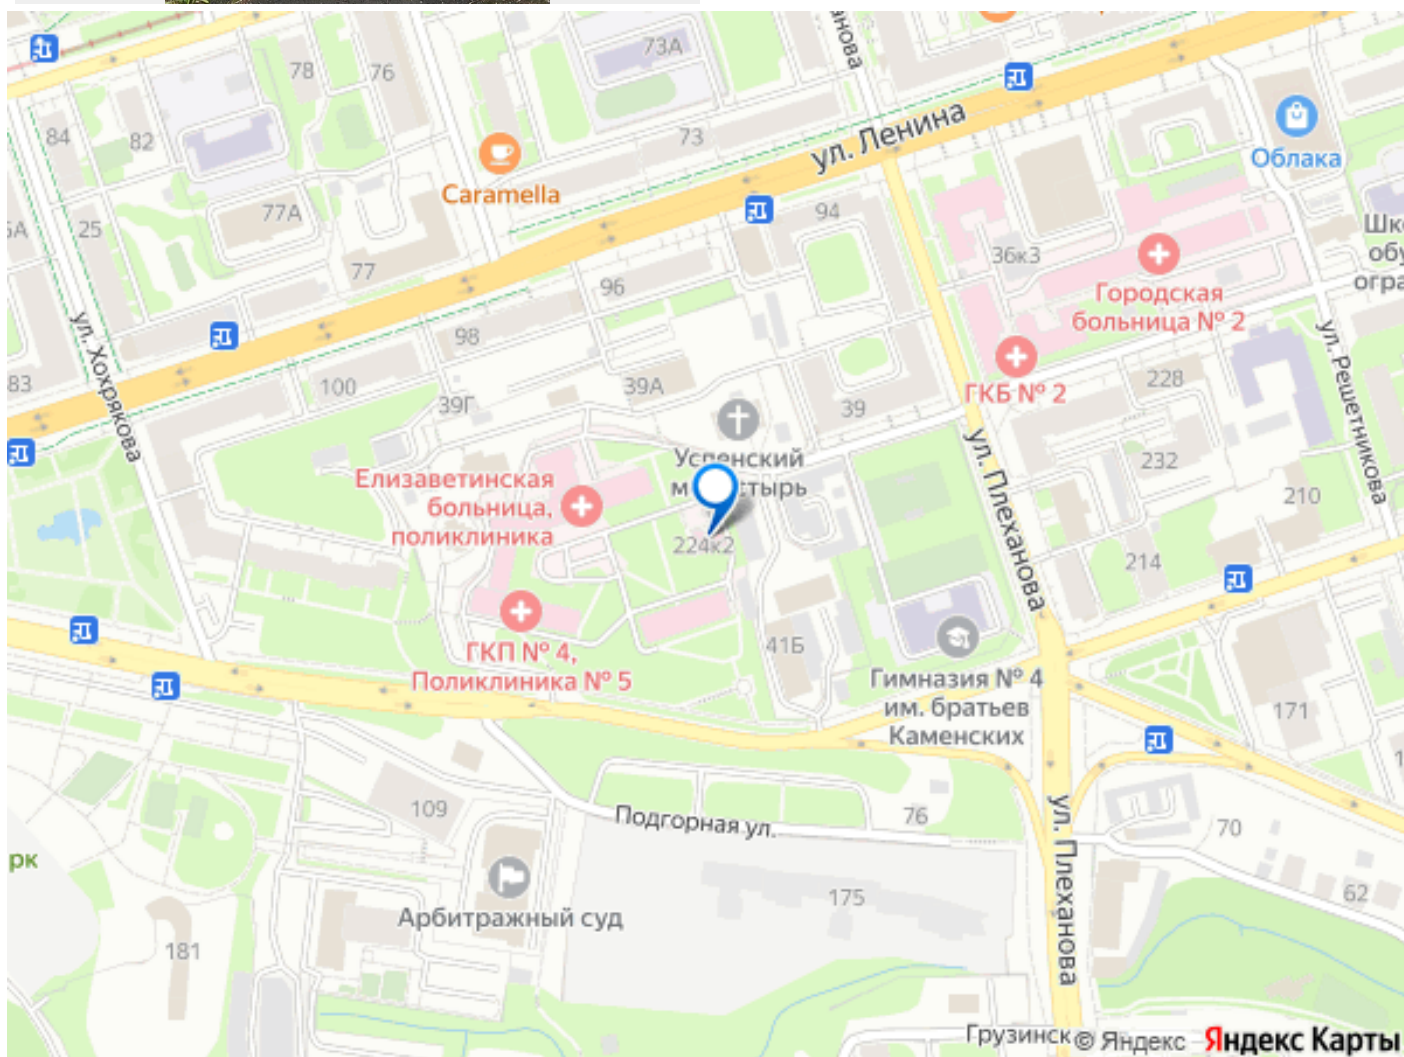 73А
78
76
84
82
73
ул. Ленина
Облака
Caramella
77А
94
25
36к3
77
96
Городская
больница № 2
98
ул. Хохрякова
ул. Решетникова
83
100
39А
39Г
39
ГКБ № 2
228
Успенский
Елизаветинская
больница,
поликлиника
232
210
ул. Плеханова
224к2
214
ГКП № 4,
Поликлиника № 5
41Б
Гимназия № 4
им. братьев
Каменских
171
109
Подгорная ул.
76
70
ул. Плеханова
рк
175
62
Арбитражный суд
181
Грузинск
© Яндекс
Яндекс Карты